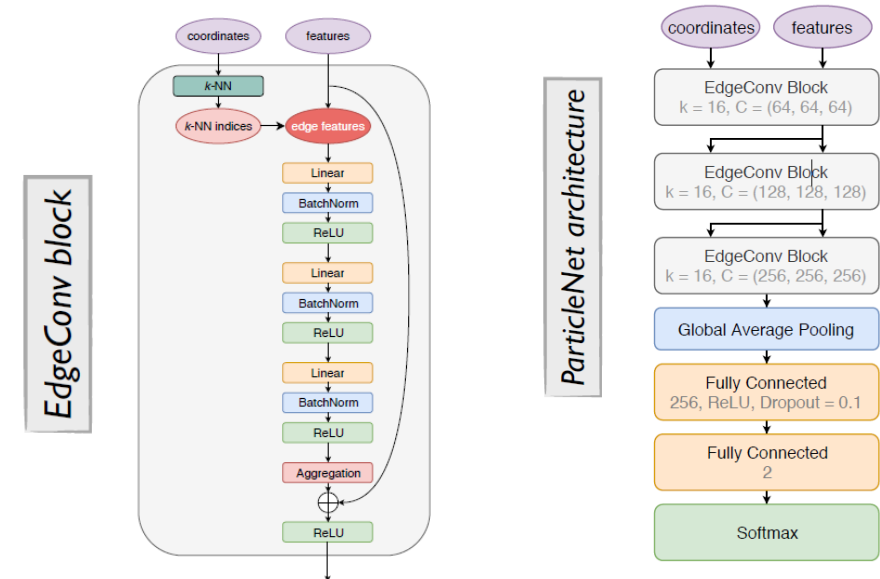 EdgeConv block
coordinates
features
k-NN
k-NN indices
edge features
Linear
BatchNorm
ReLU
Linear
BatchNorm
ReLU
Linear
BatchNorm
ReLU
Aggregation
ReLU
ParticleNet architecture
coordinates
features
EdgeConv Block
k = 16, C = (64, 64, 64)
EdgeConv Block
k = 16, C = (128, 128, 128)
EdgeConv Block
k = 16, C = (256, 256, 256)
Global Average Pooling
Fully Connected
256, ReLU, Dropout = 0.1
Fully Connected
2
Softmax